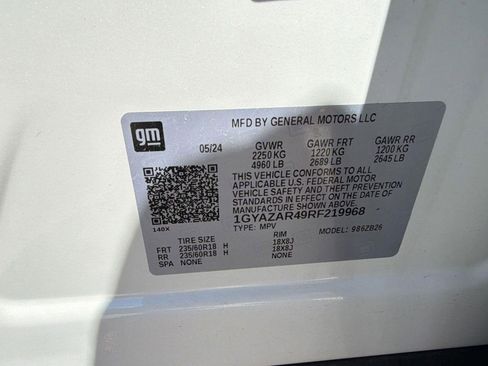 gm
MFD BY GENERAL MOTORS LLC
05/24 GVWR GAWR FRT GAWR RR
2250 KG 1220 KG 1200 KG
4960 LB 2689 LB 2645 LB
THIS VEHICLE CONFORMS TO ALL
APPLICABLE U.S. FEDERAL MOTOR
VEHICLE SAFETY AND THEFT PREVENTION
STANDARDS IN EFFECT ON THE DATE OF
MANUFACTURE SHOWN ABOVE.
1GYAZAR49RF219968
140X TYPE: MPV MODEL: 986ZB26
TIRE SIZE RIM
FRT 235/60R18 H 18X8J
RR 235/60R18 H 18X8J
SPA NONE NONE